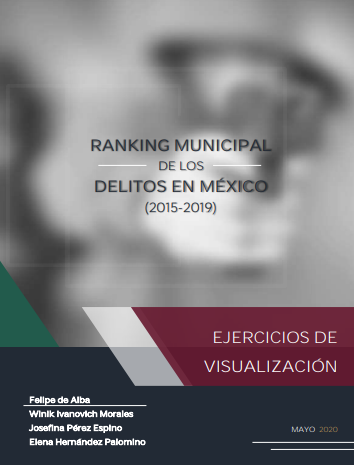 RANKING MUNICIPAL
DE LOS
DELITOS EN MÉXICO
(2015-2019)
EJERCICIOS DE
VISUALIZACIÓN
Felipe de Alba
Winik Ivanovich Morales
Josefina Pérez Espino
Elena Hernández Palomino
MAYO 2020